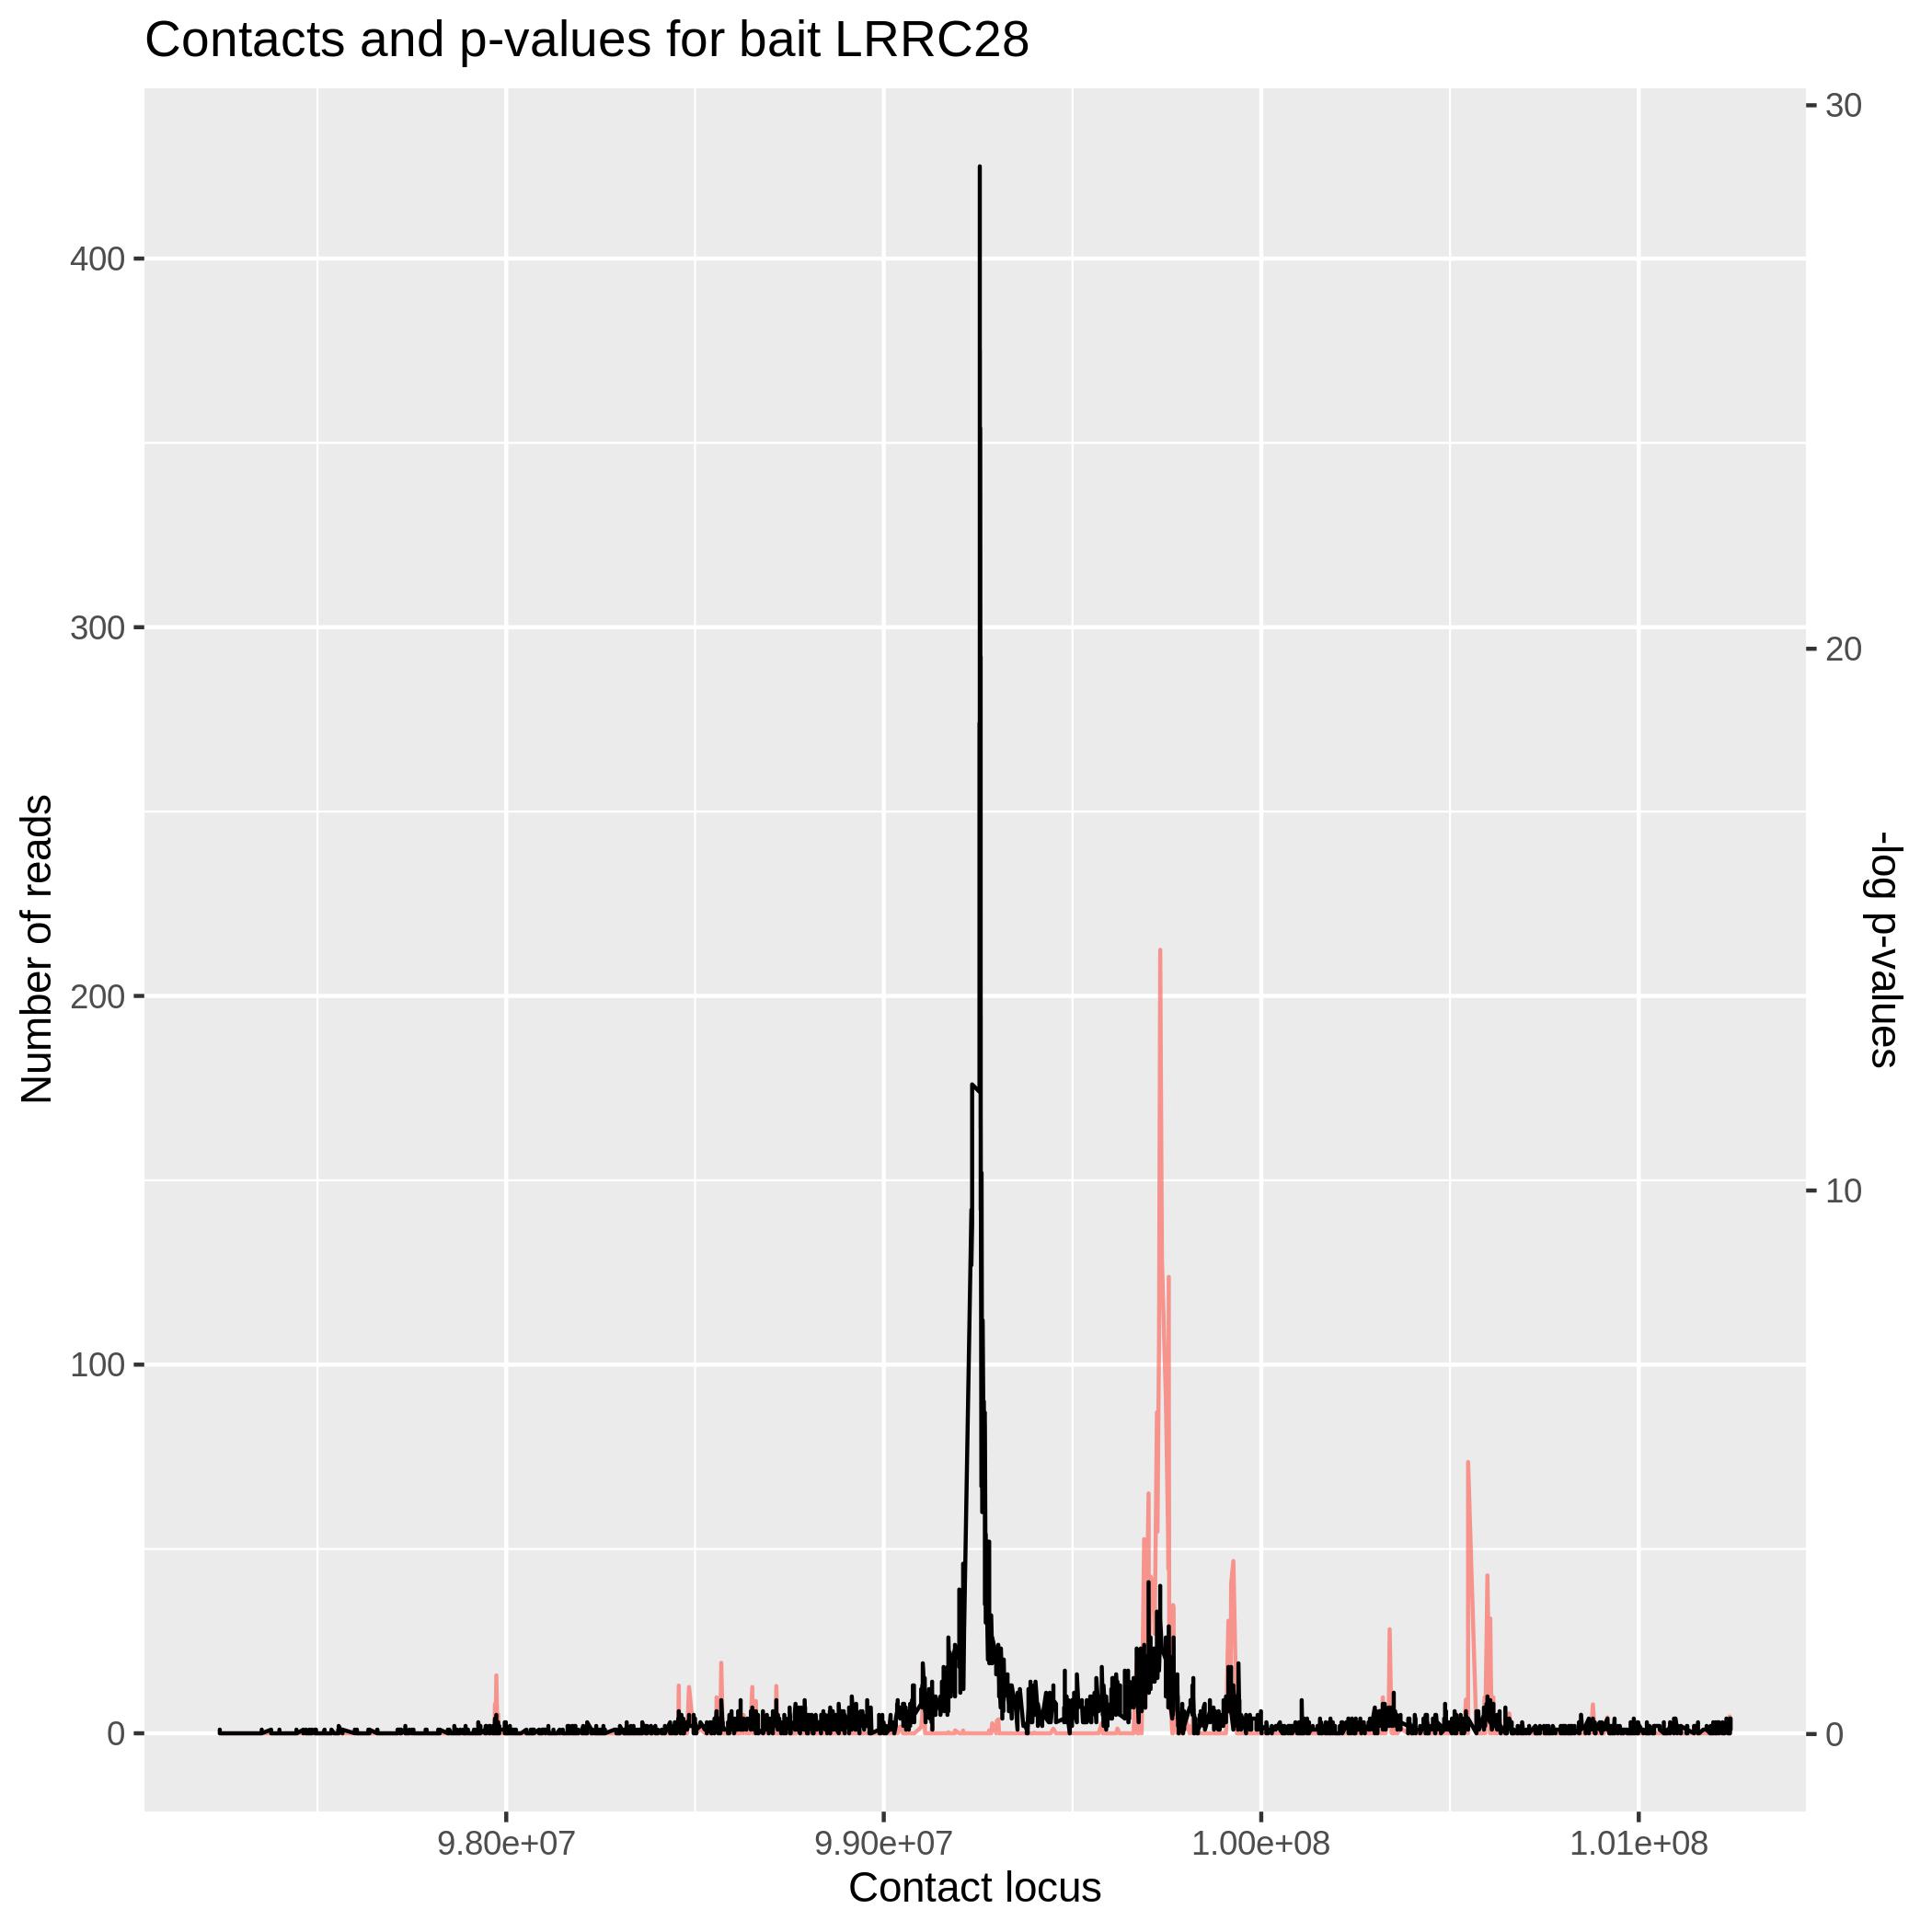 Contacts and p-values for bait LRRC28
Number of reads
400
300
200
100
0
30
20
10
0
-log p-values
9.80e+07 9.90e+07 1.00e+08 1.01e+08
Contact locus